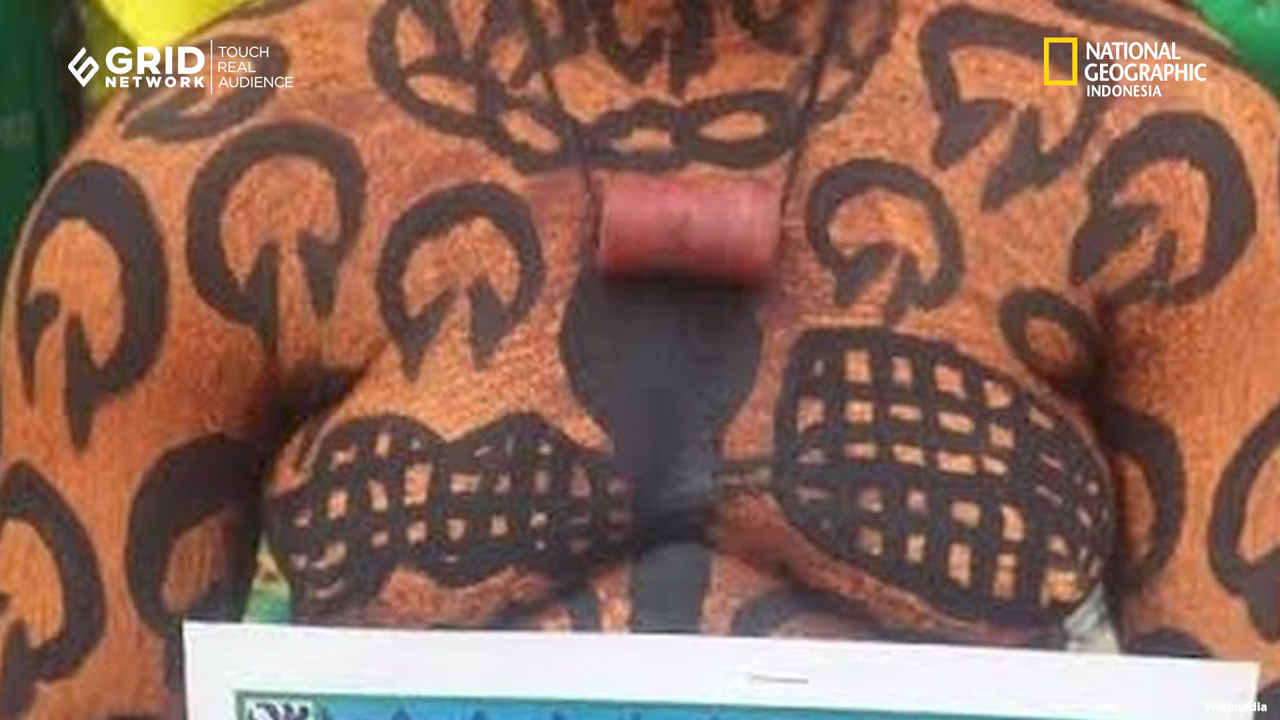 GRID
NETWORK
TOUCH
REAL
AUDIENCE
NATIONAL
GEOGRAPHIC
INDONESIA
wikimedia